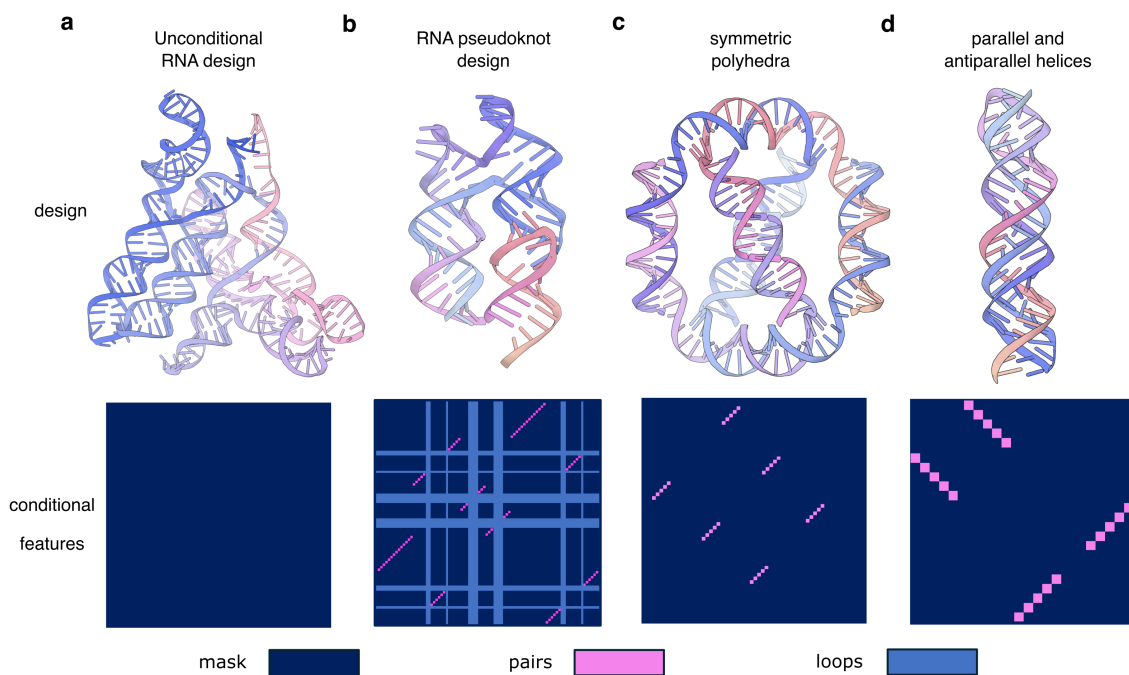 a
Unconditional
RNA design
b
RNA pseudoknot
design
c
symmetric
polyhedra
d
parallel and
antiparallel helices
design
conditional
features
mask
pairs
loops